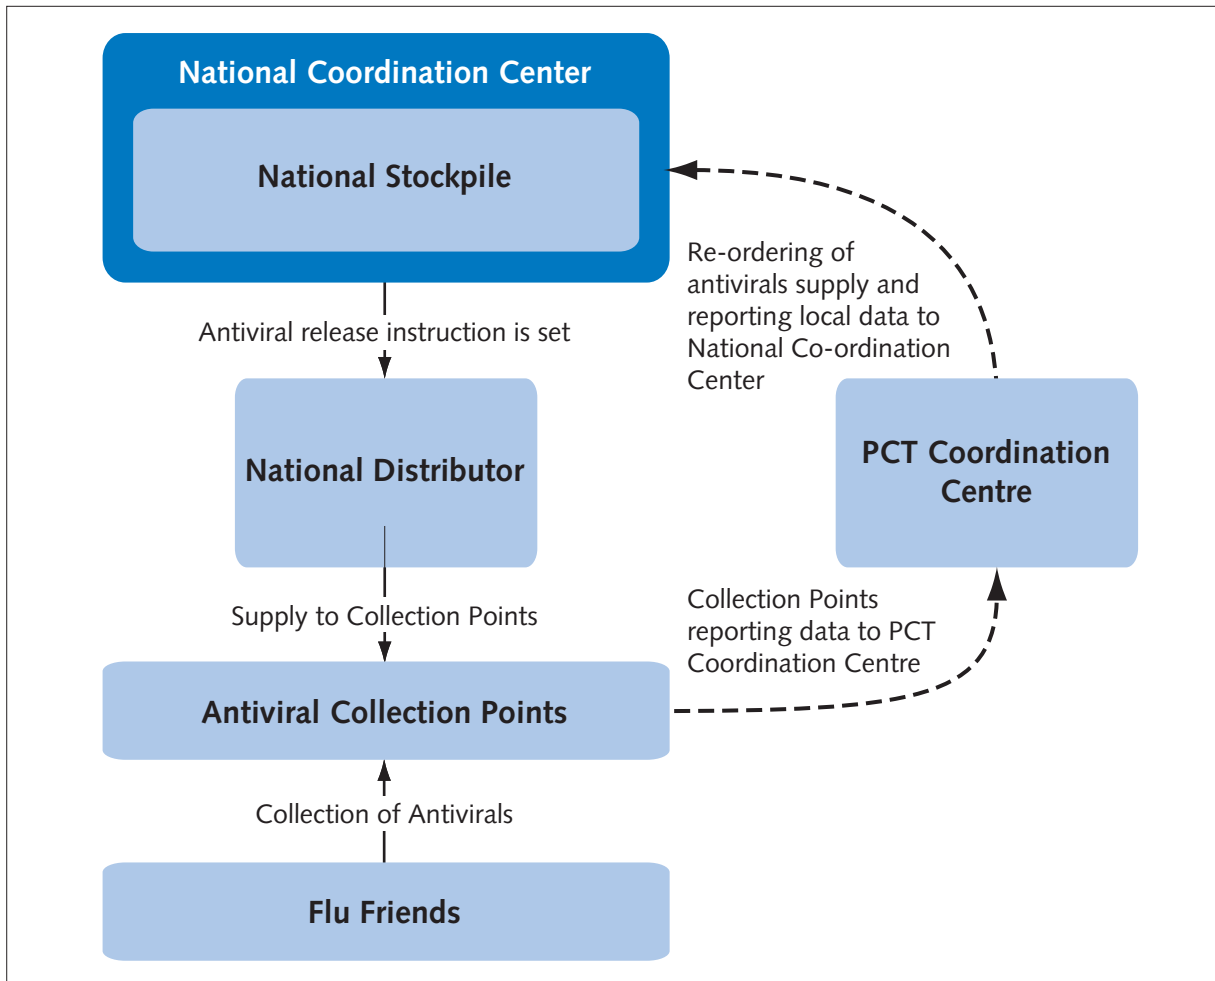 National Coordination Center
National Stockpile
Antiviral release instruction is set
Re-ordering of
antivirals supply and
reporting local data to
National Co-ordination
Center
National Distributor
PCT Coordination
Centre
Supply to Collection Points
Collection Points
reporting data to PCT
Coordination Centre
Antiviral Collection Points
Collection of Antivirals
Flu Friends